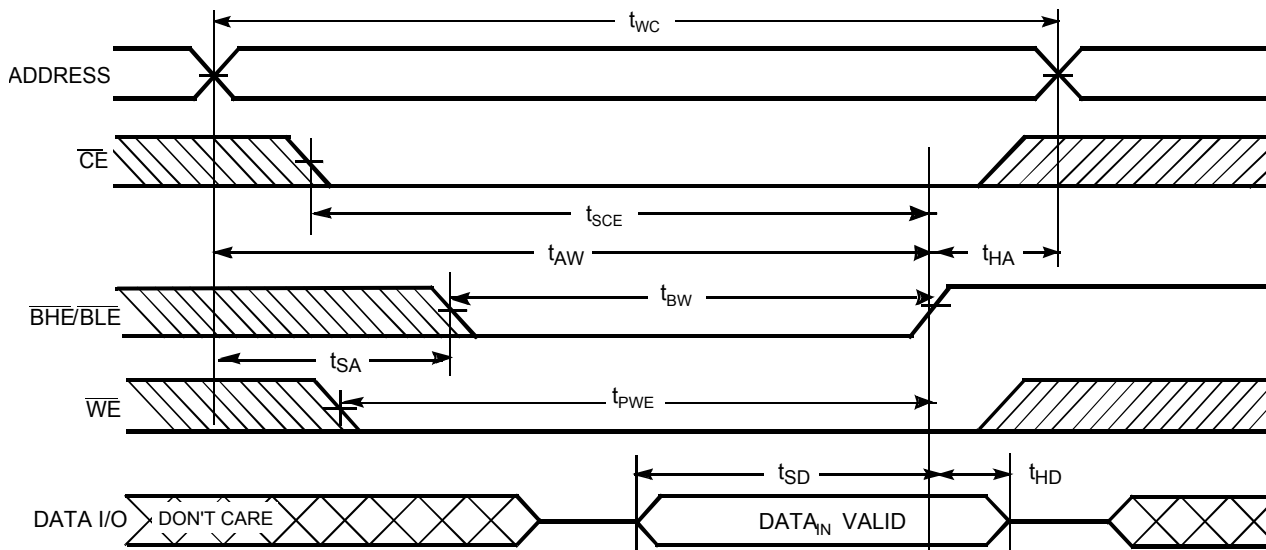 tWC
ADDRESS
CE
tSCE
tAW
tHA
BHE/BLE
tBW
tSA
WE
tPWE
tSD
tHD
DATA I/O
DON'T CARE
DATAIN VALID